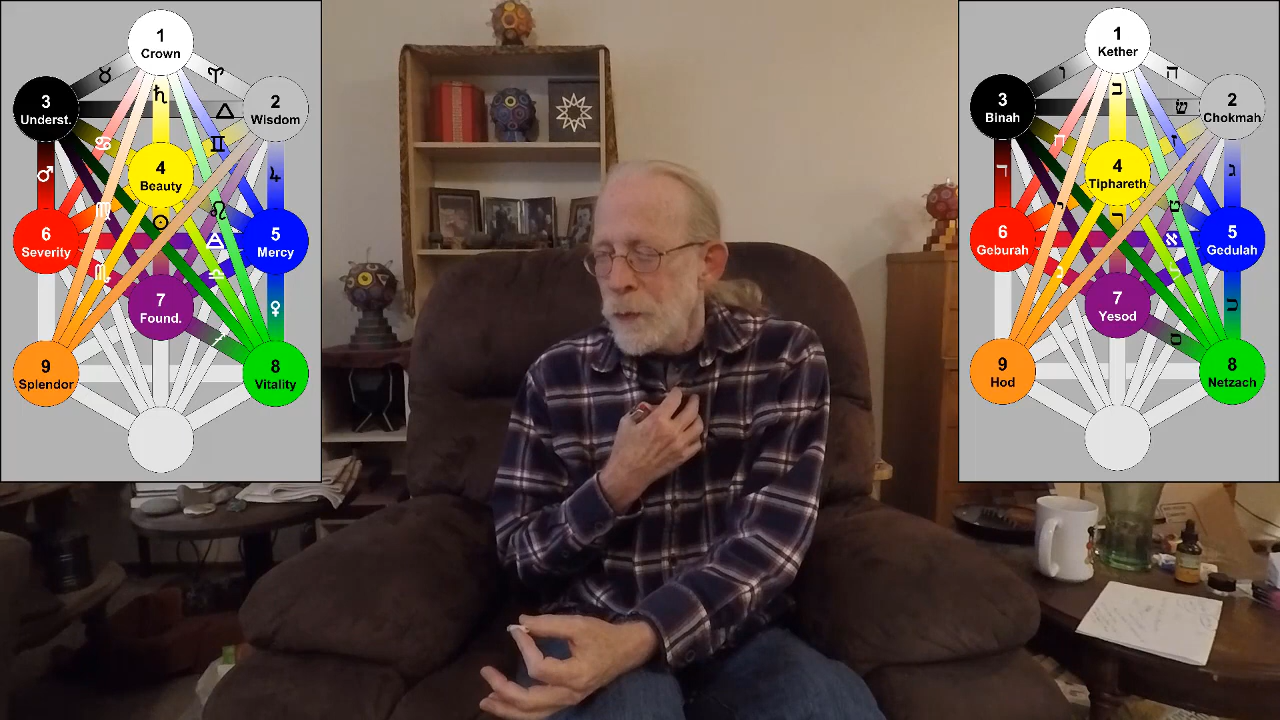 1
Crown
♉ ♈
♄
3
Underst.
2
Wisdom
△
♋ ♊
♂
4
Beauty
♃
♍ ☉ ♌
6
Severity
5
Mercy
♏ ♎
7
Found.
♀
9
Splendor
8
Vitality
1
Kether
ו ה
ב
3
Binah
2
Chokmah
ש
ח ז
4
Tiphareth
ג
י ט
6
Geburah
א
5
Gedulah
7
Yesod
ס
9
Hod
8
Netzach